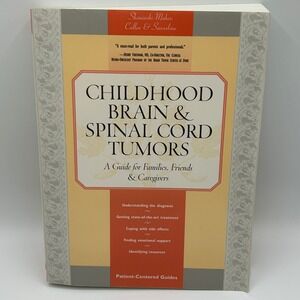 Shiminski-Maher
Cullen & Sansalone
"A must-read for both parents and professionals."
CHILDHOOD
BRAIN &
SPINAL CORD
TUMORS
A Guide for Families, Friends
& Caregivers
Understanding the diagnosis
Getting state-of-the-art treatment
Coping with side effects
Finding emotional support
Identifying resources
Patient-Centered Guides